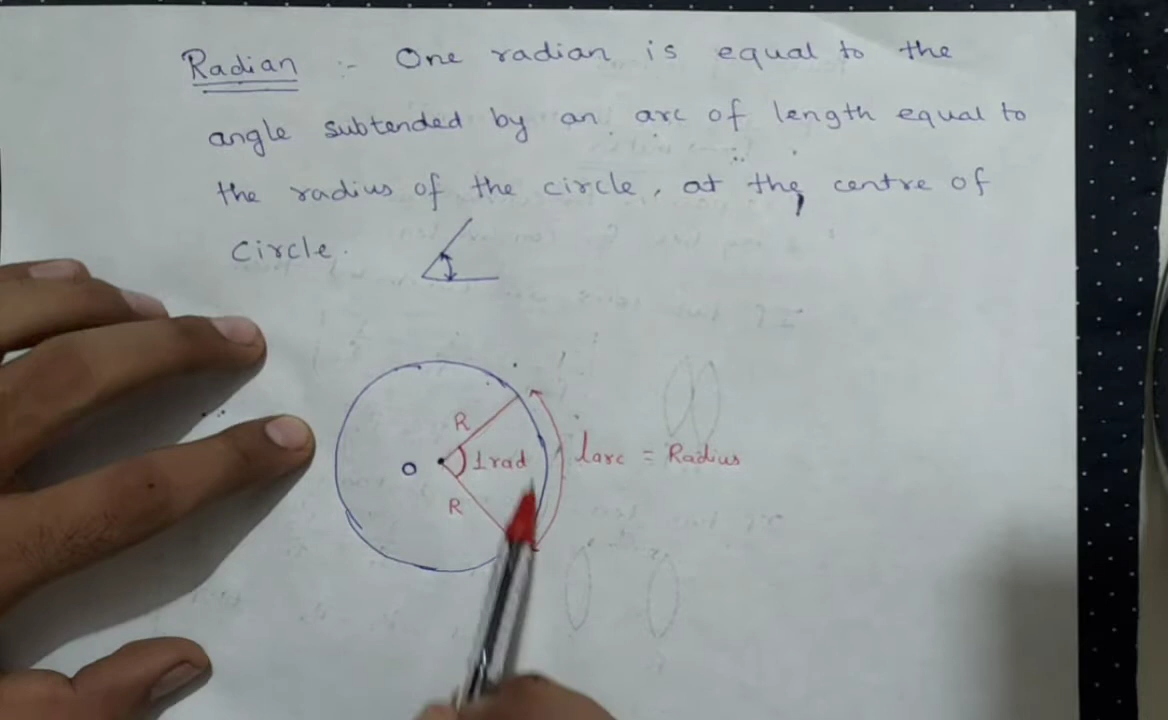 Radian :- One radian is equal to the
angle subtended by an arc of length equal to
the radius of the circle, at the centre of
Circle.
R
O 1 rad larc = Radius
R